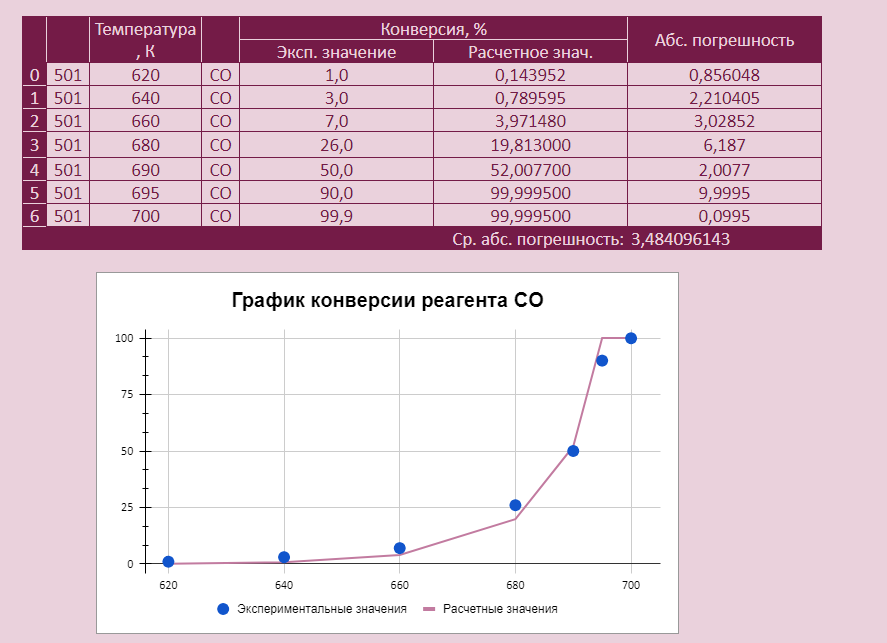 Температура Конверсия, % Абс. погрешность
, К Эксп. значение Расчетное знач.
0 501 620 CO 1,0 0,143952 0,856048
1 501 640 CO 3,0 0,789595 2,210405
2 501 660 CO 7,0 3,971480 3,02852
3 501 680 CO 26,0 19,813000 6,187
4 501 690 CO 50,0 52,007700 2,0077
5 501 695 CO 90,0 99,999500 9,9995
6 501 700 CO 99,9 99,999500 0,0995
Ср. абс. погрешность: 3,484096143
График конверсии реагента CO
100
75
50
25
0
620 640 660 680 700
Экспериментальные значения Расчетные значения